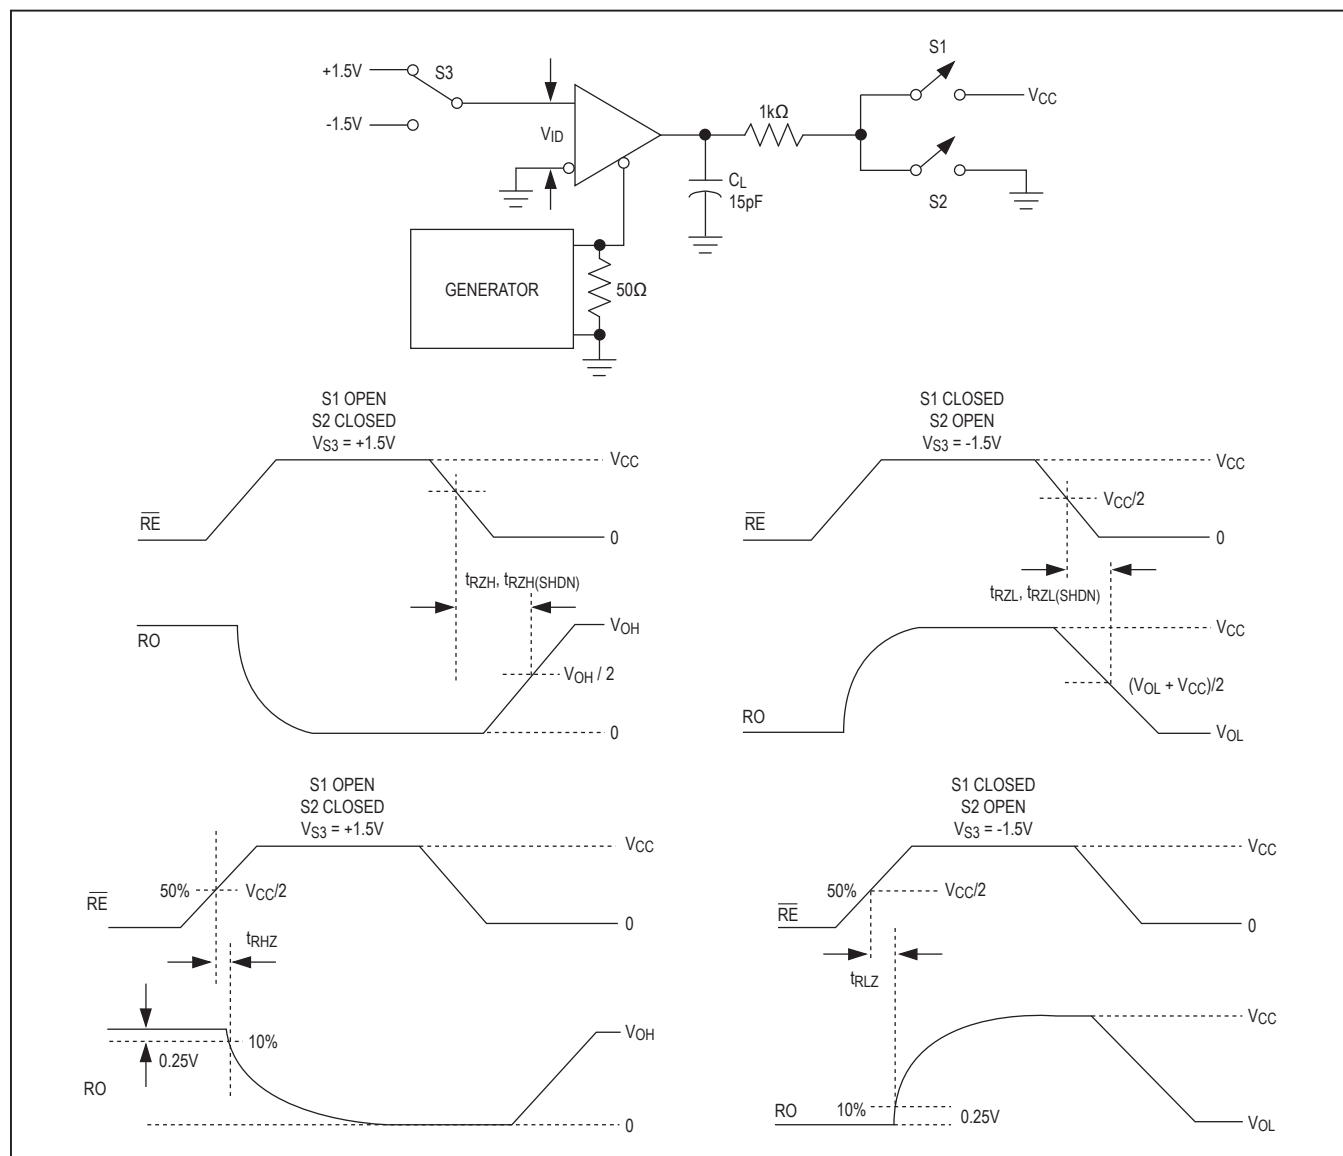 +1.5V
S3
-1.5V
VID
S1
VCC
1kΩ
CL
15pF
S2
GENERATOR
50Ω
S1 OPEN
S2 CLOSED
VS3 = +1.5V
VCC
RE
0
tRZH, tRZH(SHDN)
RO
VOH
VOH / 2
0
S1 CLOSED
S2 OPEN
VS3 = -1.5V
VCC
VCC/2
RE
0
tRZL, tRZL(SHDN)
VCC
(VOL + VCC)/2
RO
VOL
S1 OPEN
S2 CLOSED
VS3 = +1.5V
VCC
50%
VCC/2
RE
0
tRHZ
VOH
10%
0.25V
RO
0
S1 CLOSED
S2 OPEN
VS3 = -1.5V
VCC
50%
VCC/2
RE
0
tRLZ
VCC
10%
0.25V
RO
VOL